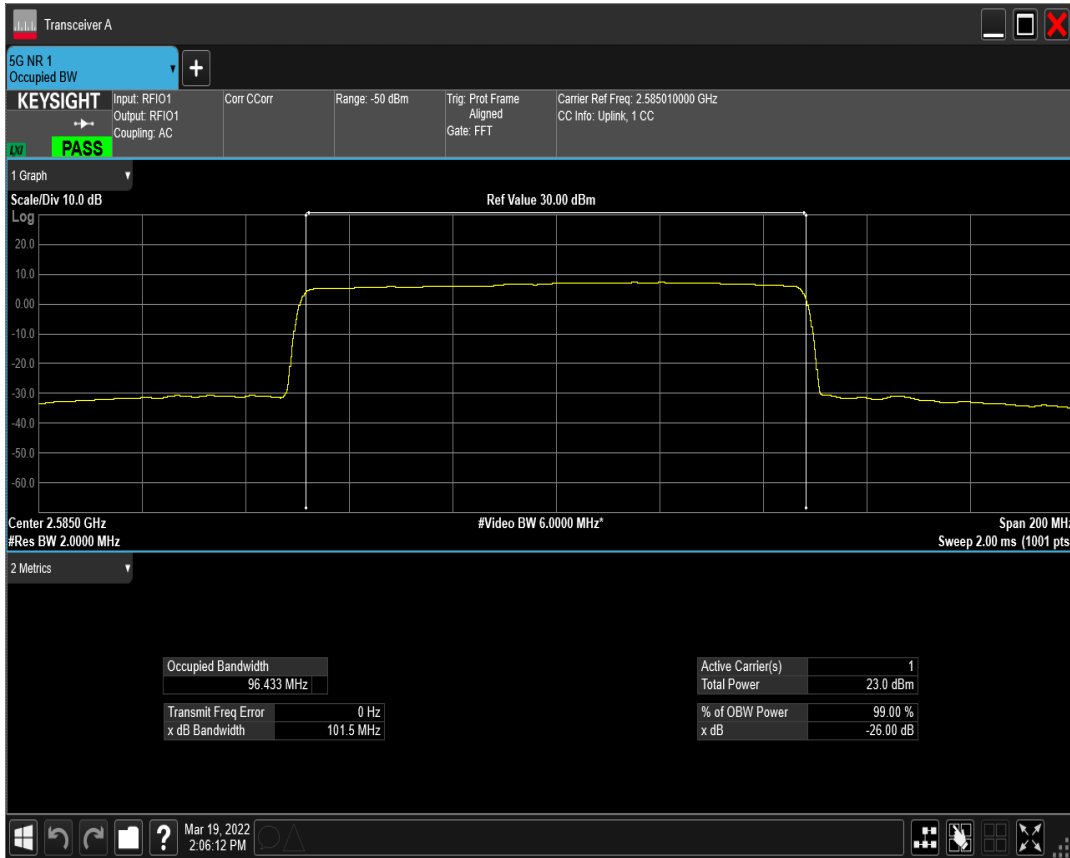 Transceiver A
5G NR 1
Occupied BW
+
KEYSIGHT
LXI
PASS
Input: RFIO1
Output: RFIO1
Coupling: AC
Corr CCorr
Range: -50 dBm
Trig: Prot Frame
Aligned
Gate: FFT
Carrier Ref Freq: 2.585010000 GHz
CC Info: Uplink, 1 CC
1 Graph
Scale/Div 10.0 dB
Ref Value 30.00 dBm
Log
20.0
10.0
0.00
-10.0
-20.0
-30.0
-40.0
-50.0
-60.0
Center 2.5850 GHz
#Video BW 6.0000 MHz*
Span 200 MHz
#Res BW 2.0000 MHz
Sweep 2.00 ms (1001 pts
2 Metrics
Occupied Bandwidth
96.433 MHz
Transmit Freq Error 0 Hz
x dB Bandwidth 101.5 MHz
Active Carrier(s) 1
Total Power 23.0 dBm
% of OBW Power 99.00 %
x dB -26.00 dB
?
Mar 19, 2022
2:06:12 PM